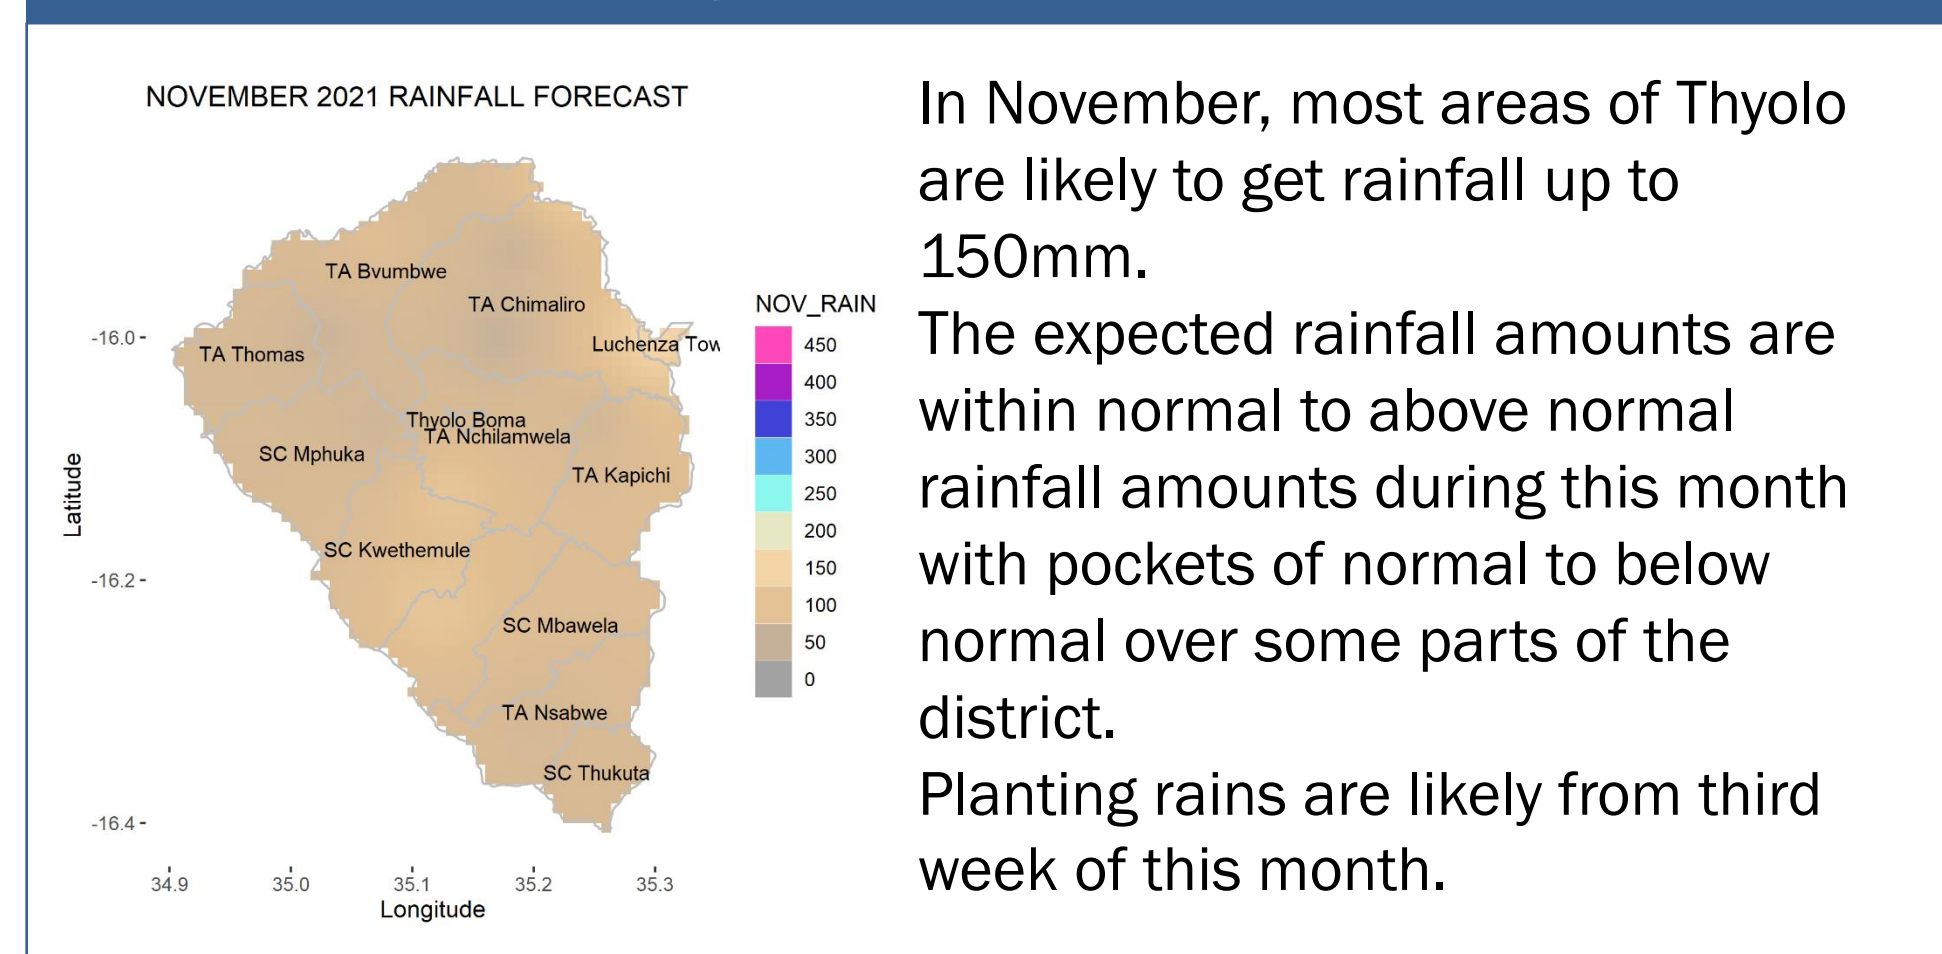 NOVEMBER 2021 RAINFALL FORECAST
TA Bvumbwe
TA Chimaliro
Luchenza Tow
TA Thomas
Thyolo Boma
TA Nchilamwela
SC Mphuka
TA Kapichi
SC Kwethemule
SC Mbawela
TA Nsabwe
SC Thukuta
-16.0
-16.2
-16.4
Latitude
34.9 35.0 35.1 35.2 35.3
Longitude
NOV_RAIN
450
400
350
300
250
200
150
100
50
0
In November, most areas of Thyolo
are likely to get rainfall up to
150mm.
The expected rainfall amounts are
within normal to above normal
rainfall amounts during this month
with pockets of normal to below
normal over some parts of the
district.
Planting rains are likely from third
week of this month.